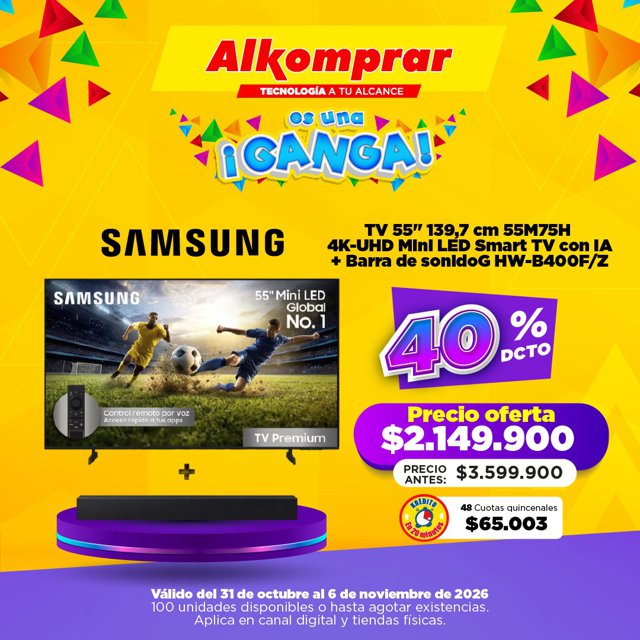 Alkomprar
TECNOLOGÍA A TU ALCANCE
es una
¡GANGA!
SAMSUNG
TV 55" 139,7 cm 55M75H
4K-UHD Mini LED Smart TV con IA
+ Barra de sonidoG HW-B400F/Z
SAMSUNG
55" Mini LED
Global
No. 1
Control remoto por voz
Acceso rápido a tus apps
TV Premium
+
40%
DCTO
Precio oferta
$2.149.900
PRECIO
ANTES: $3.599.900
KREDITO
En 20 minutos
48 Cuotas quincenales
$65.003
Válido del 31 de octubre al 6 de noviembre de 2026
100 unidades disponibles o hasta agotar existencias.
Aplica en canal digital y tiendas físicas.